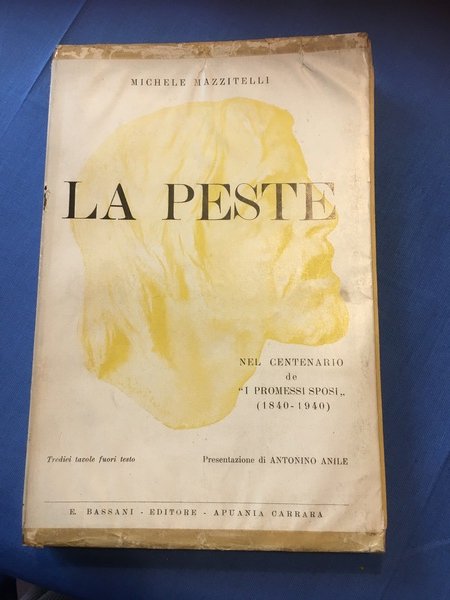 MICHELE MAZZITELLI
LA PESTE
NEL CENTENARIO
de
"I PROMESSI SPOSI„
(1840-1940)
Tredici tavole fuori testo
Presentazione di ANTONINO ANILE
E. BASSANI - EDITORE - APUANIA CARRARA